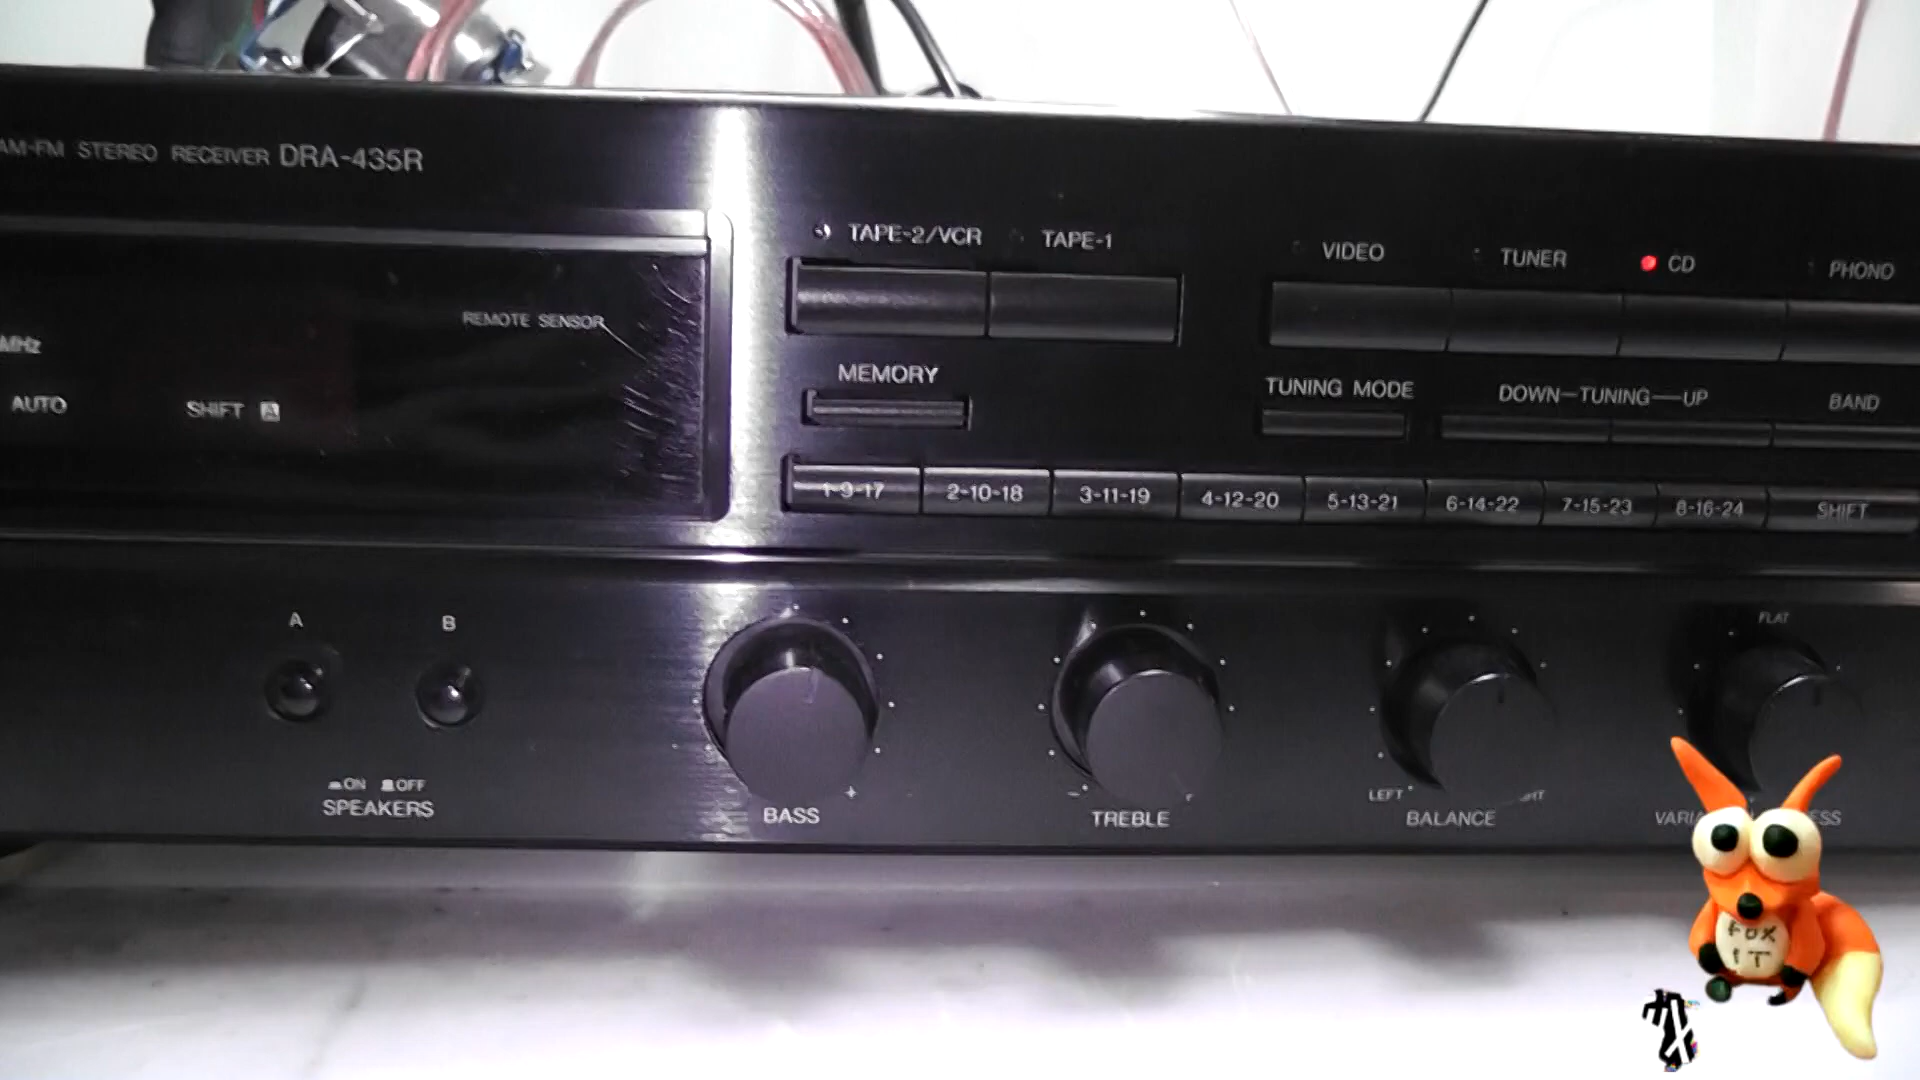 AM-FM STEREO RECEIVER DRA-435R
TAPE-2/VCR TAPE-1 VIDEO TUNER CD PHONO
REMOTE SENSOR
MHz
MEMORY TUNING MODE DOWN-TUNING-UP BAND
AUTO SHIFT A
1-9-17 2-10-18 3-11-19 4-12-20 5-13-21 6-14-22 7-15-23 8-16-24 SHIFT
A B FLAT
ON OFF
SPEAKERS
- + LEFT
BASS TREBLE BALANCE
FOX
IT